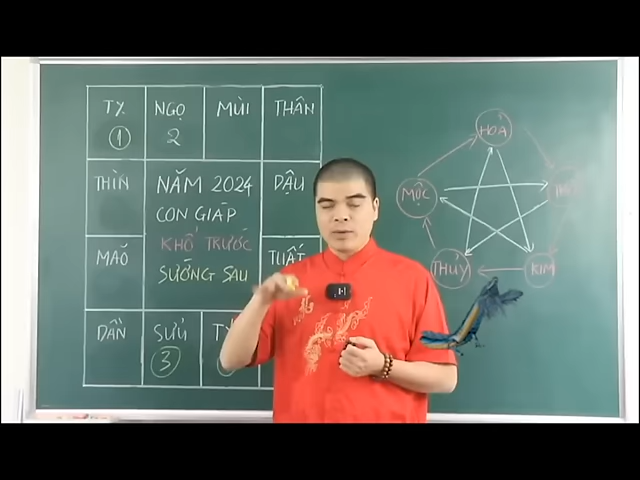 TỴ
1
NGỌ
2
MÙI
THÂN
THÌN
NĂM 2024
CON GIÁP
KHỔ TRƯỚC
SƯỚNG SAU
DẬU
MÃO
TUẤT
DẦN
SỬU
3
HỎA
MỘC
THỦY
KIM